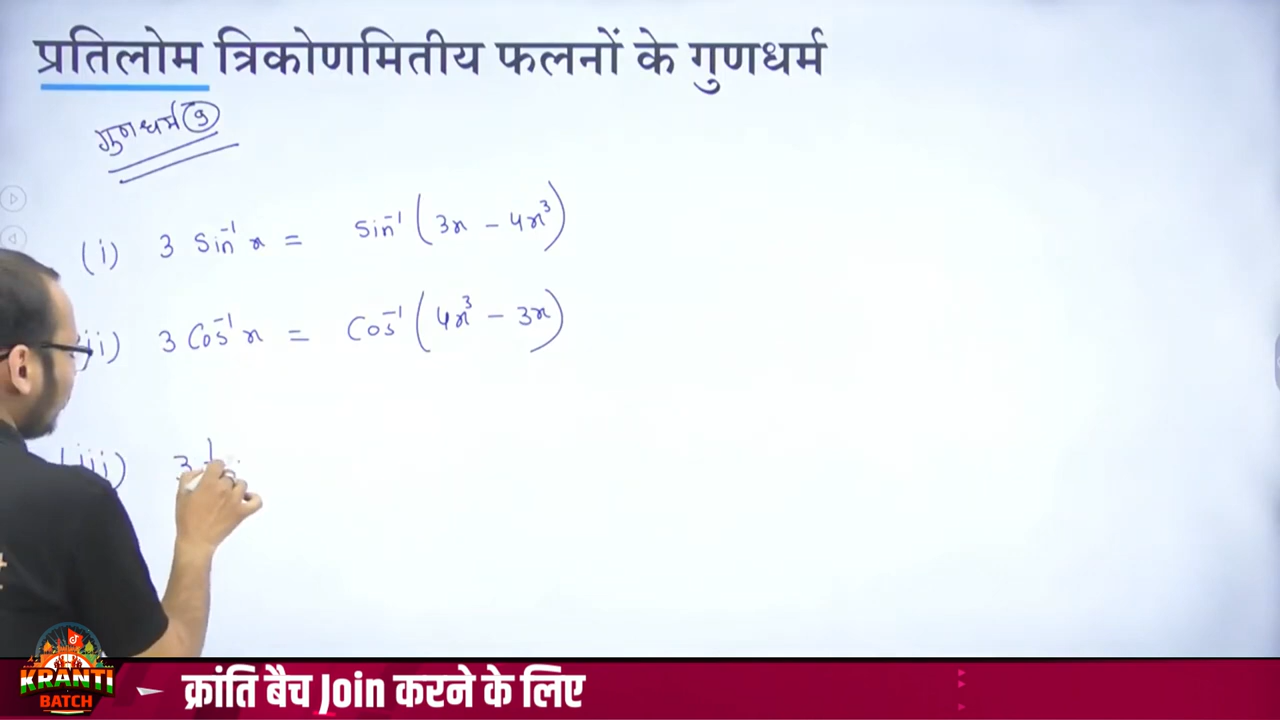 प्रतिलोम त्रिकोणमितीय फलनों के गुणधर्म
गुणधर्म ⑨
(i) 3 Sin⁻¹ x = Sin⁻¹ (3x – 4x³)
ii) 3 Cos⁻¹ x = Cos⁻¹ (4x³ – 3x)
(iii) 3 t
KRANTI
BATCH
क्रांति बैच Join करने के लिए